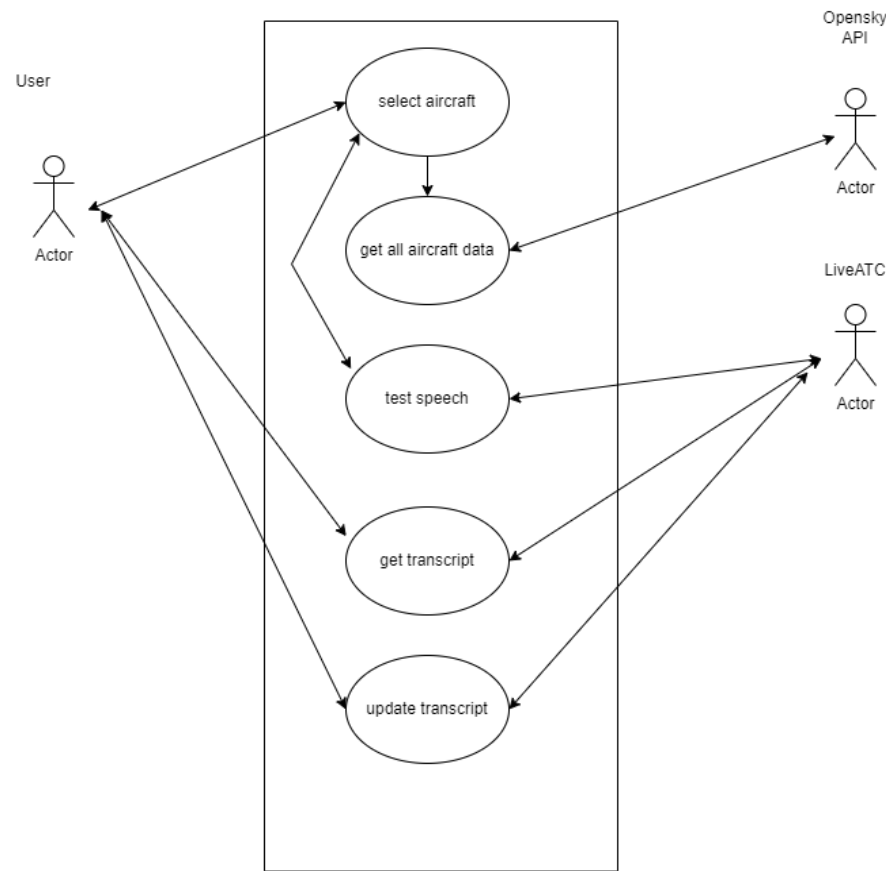 Opensky
API
User
select aircraft
Actor
Actor
get all aircraft data
LiveATC
test speech
Actor
get transcript
update transcript